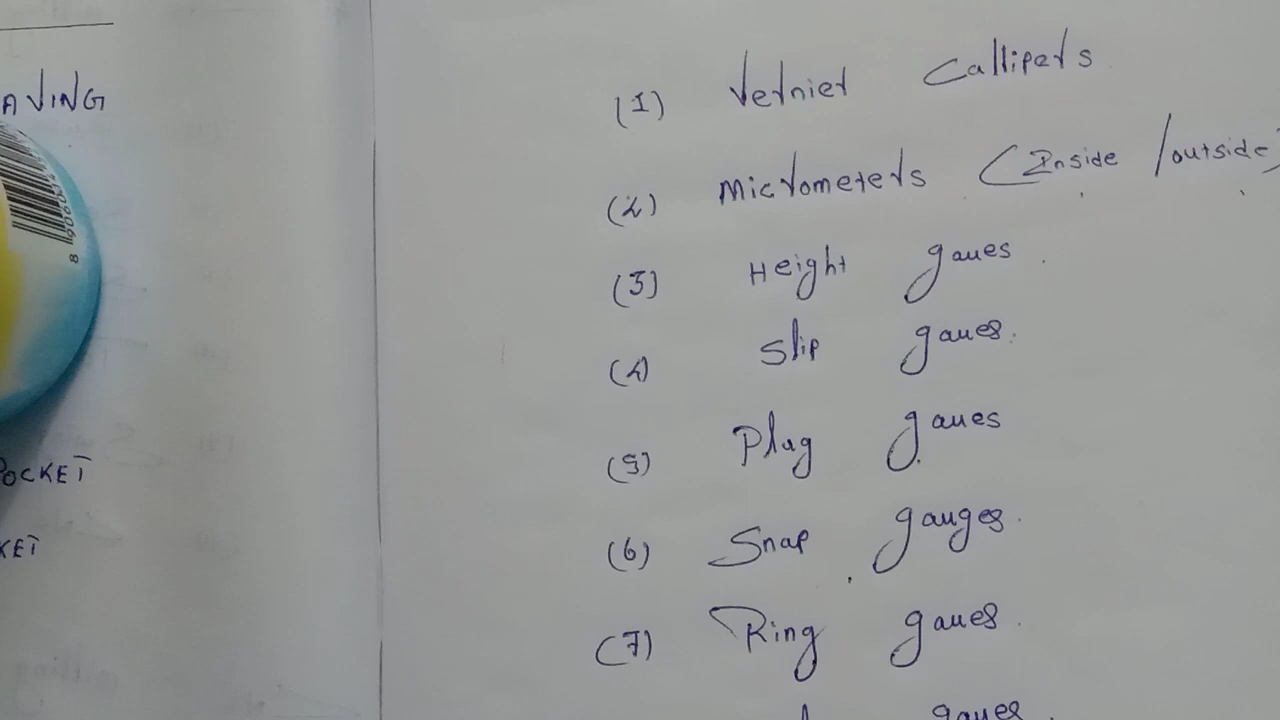 AVING
POCKET
KET
(1) Vernier Callipers
(2) Micrometers (Inside /outside)
(3) Height gaues
(4) Slip gaues.
(5) Plug gaues
(6) Snap gauges.
(7) Ring gaues.
gaues